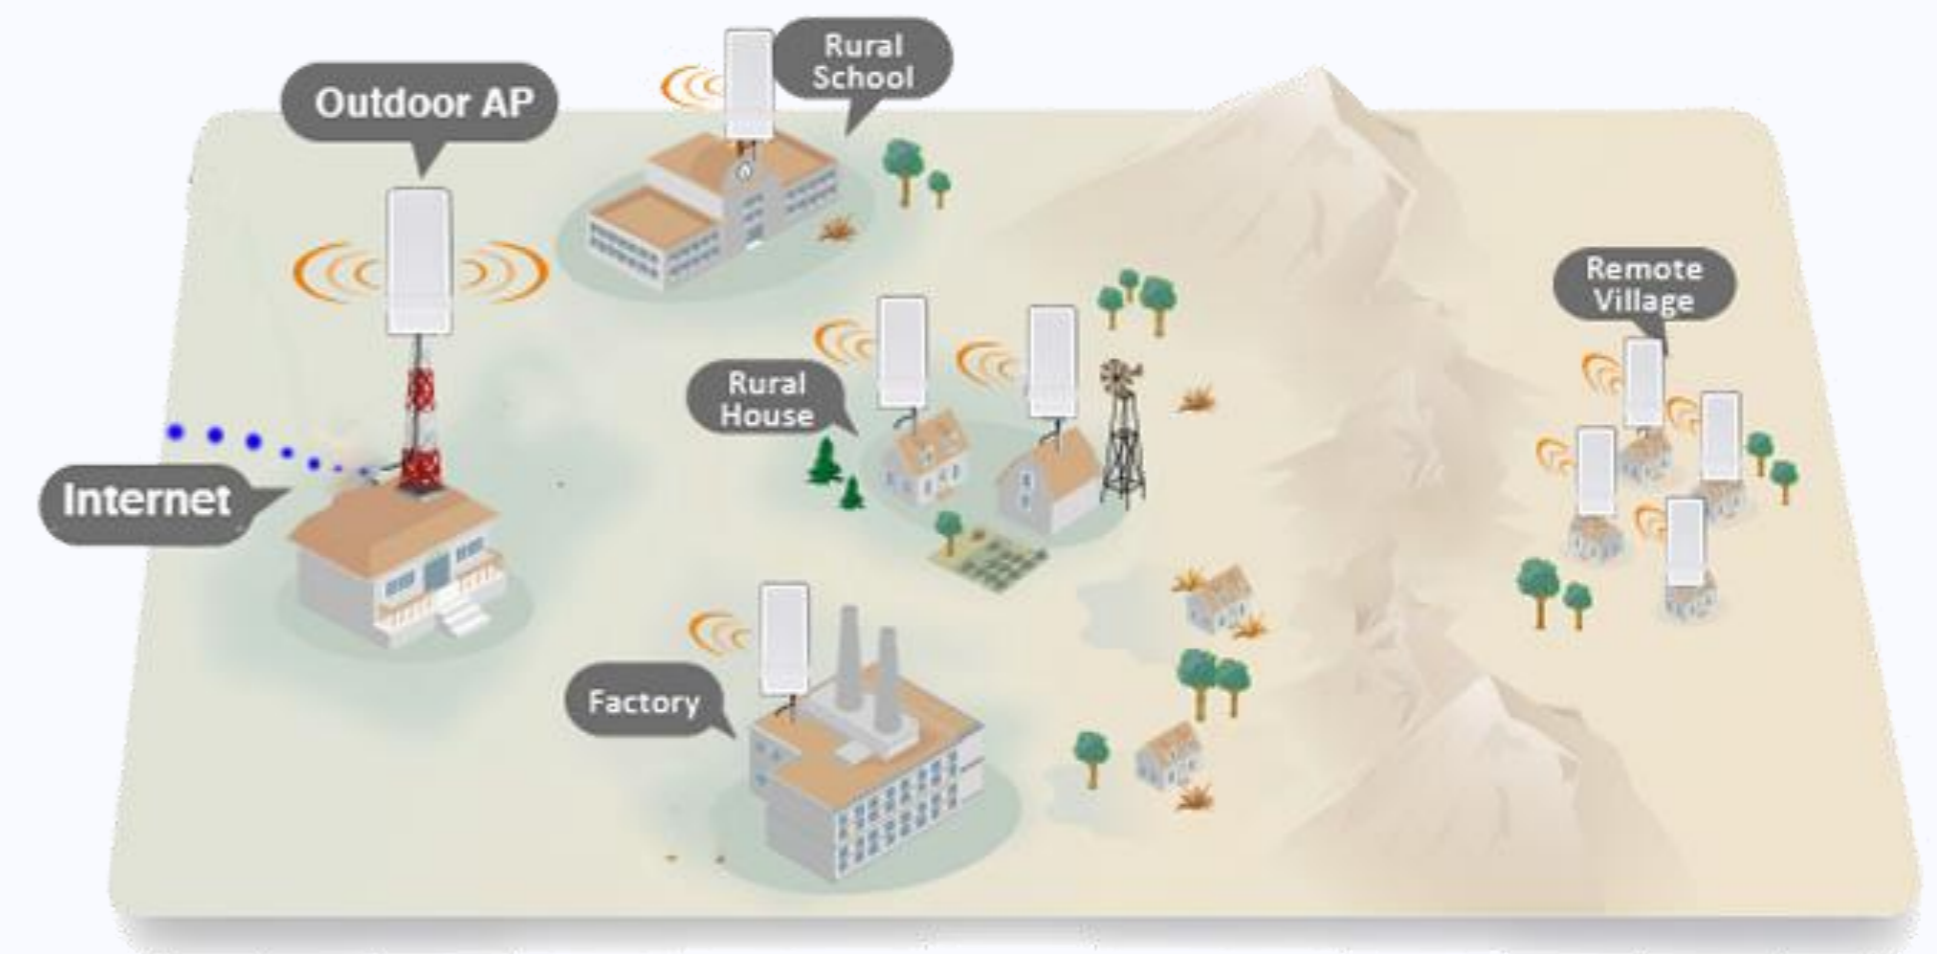 Outdoor AP
Rural
School
Remote
Village
Rural
House
Internet
Factory